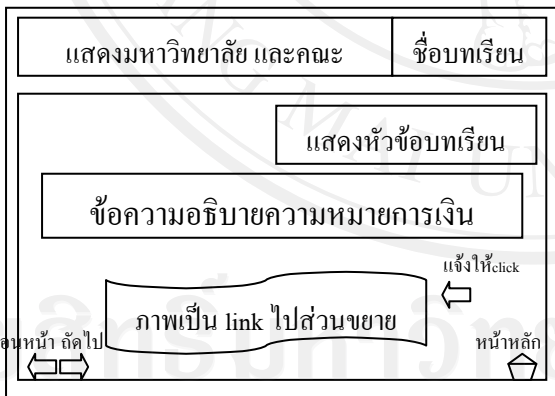 แสดงมหาวิทยาลัย และคณะ ชื่อบทเรียน
แสดงหัวข้อบทเรียน
ข้อความอธิบายความหมายการเงิน
แจ้งให้click
ภาพเป็น link ไปส่วนขยาย
ถัดไป หน้าหลัก